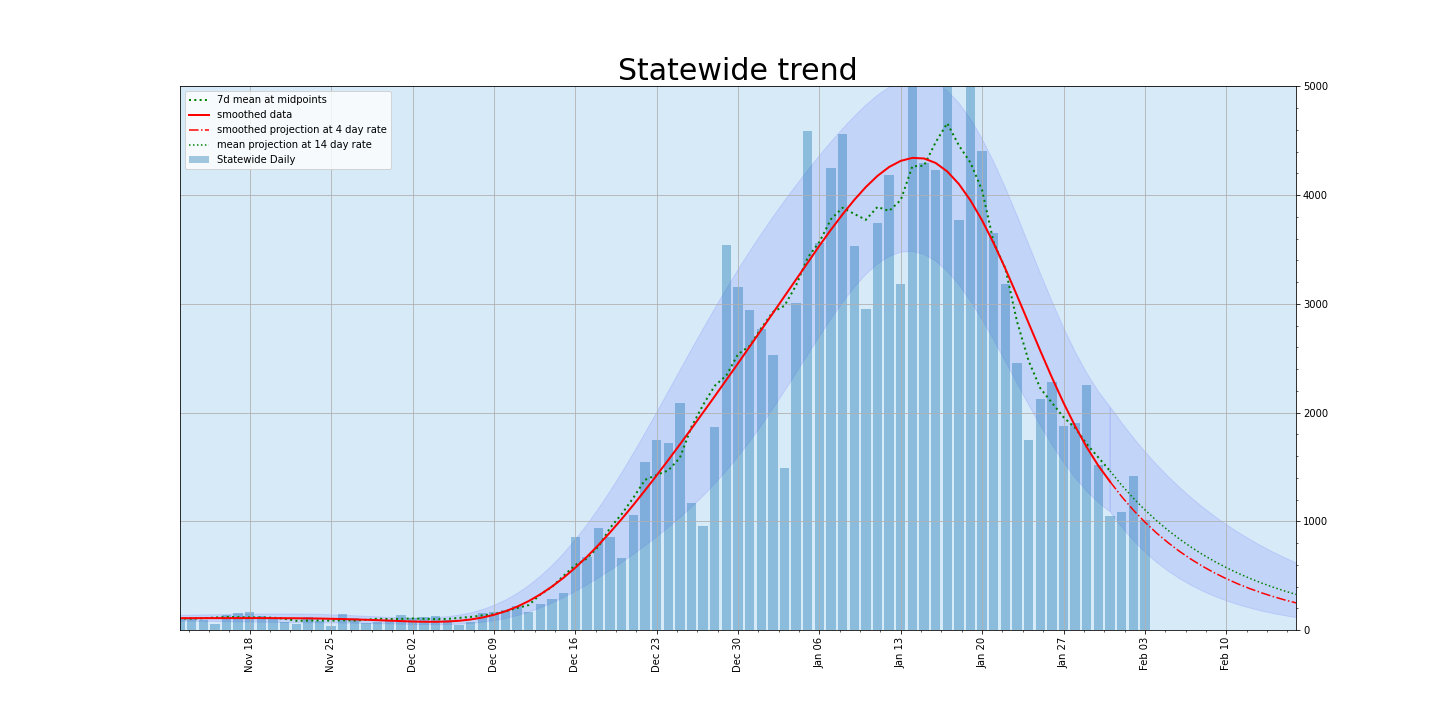 Statewide trend
7d mean at midpoints
smoothed data
smoothed projection at 4 day rate
mean projection at 14 day rate
Statewide Daily
5000
4000
3000
2000
1000
0
Nov 18
Nov 25
Dec 02
Dec 09
Dec 16
Dec 23
Dec 30
Jan 06
Jan 13
Jan 20
Jan 27
Feb 03
Feb 10